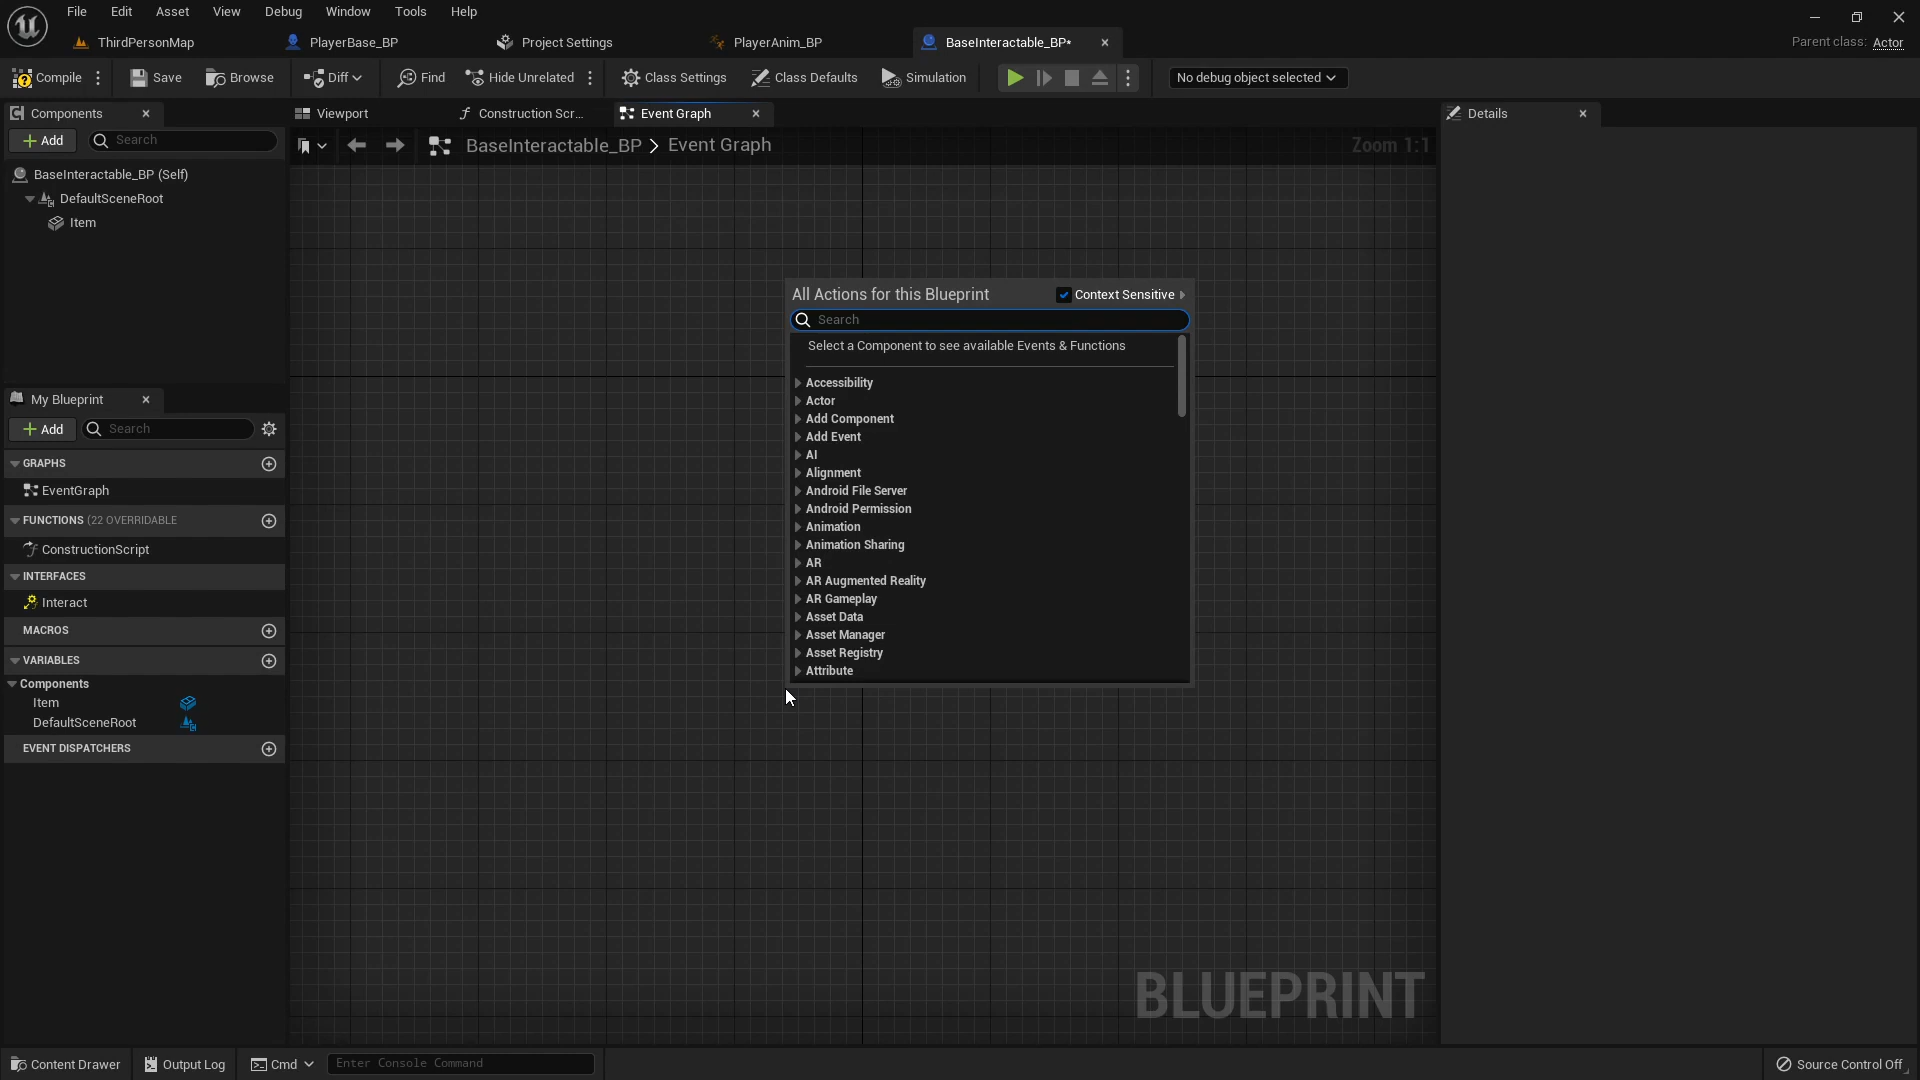 File Edit Asset View Debug Window Tools Help
ThirdPersonMap PlayerBase_BP Project Settings PlayerAnim_BP BaseInteractable_BP* Parent class: Actor
Compile Save Browse Diff Find Hide Unrelated Class Settings Class Defaults Simulation No debug object selected
Components Viewport Construction Scr... Event Graph Details
Add Search BaseInteractable_BP > Event Graph Zoom 1:1
BaseInteractable_BP (Self)
DefaultSceneRoot
Item
All Actions for this Blueprint Context Sensitive
Search
Select a Component to see available Events & Functions
Accessibility
Actor
Add Component
Add Event
AI
Alignment
Android File Server
Android Permission
Animation
Animation Sharing
AR
AR Augmented Reality
AR Gameplay
Asset Data
Asset Manager
Asset Registry
Attribute
My Blueprint
Add Search
GRAPHS
EventGraph
FUNCTIONS (22 OVERRIDABLE
ConstructionScript
INTERFACES
Interact
MACROS
VARIABLES
Components
Item
DefaultSceneRoot
EVENT DISPATCHERS
BLUEPRINT
Content Drawer Output Log Cmd Enter Console Command Source Control Off